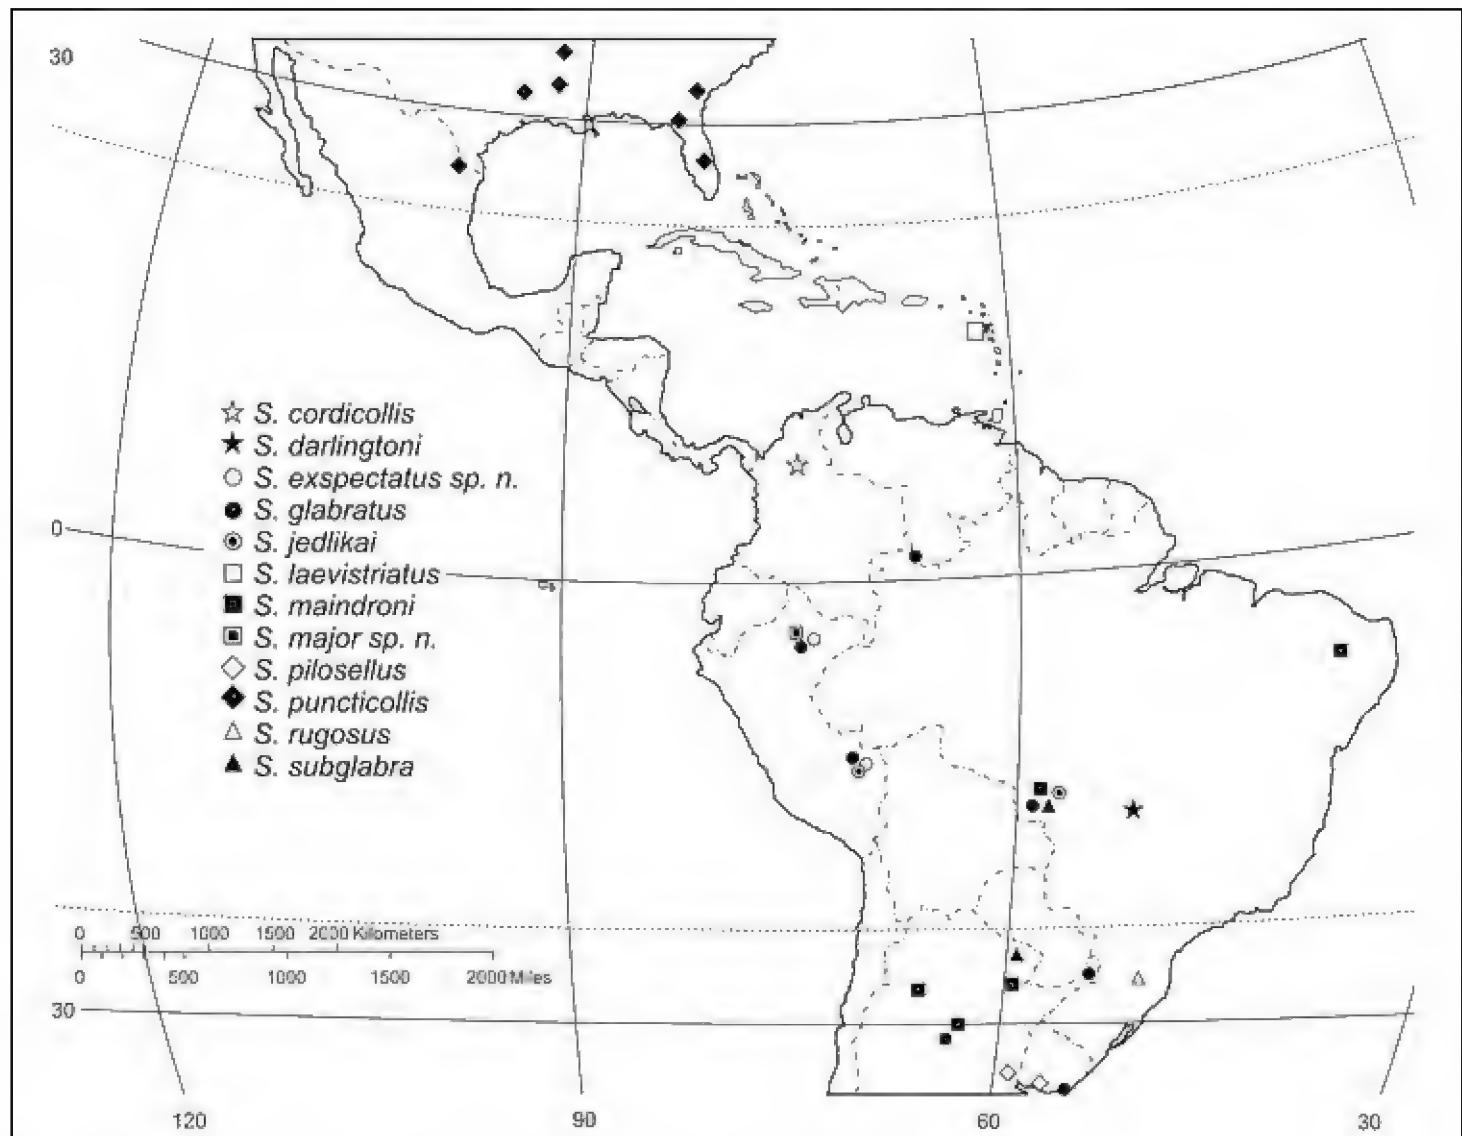 30
S. cordicollis
S. darlingtoni
S. exspectatus sp. n.
S. glabratus
0
S. jedlikai
S. laevistriatus
S. maindroni
S. major sp. n.
S. pilosellus
S. puncticollis
S. rugosus
S. subglabra
0 500 1000 1500 2000 Kilometers
0 500 1000 1500 2000 Miles
30
120 90 60 30